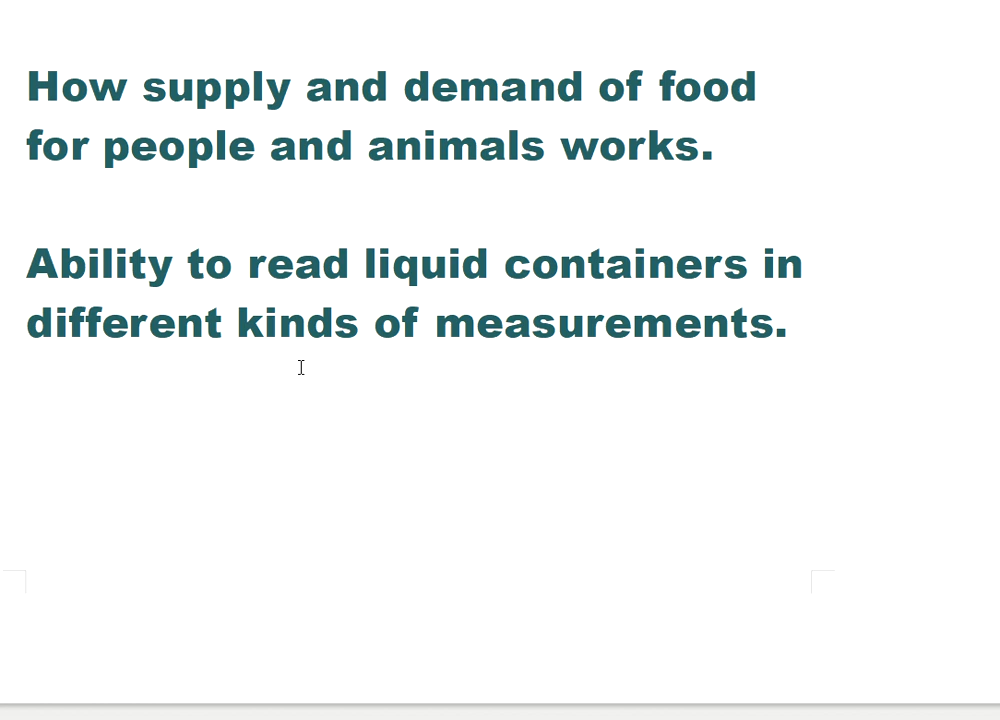 How supply and demand of food
for people and animals works.
Ability to read liquid containers in
different kinds of measurements.